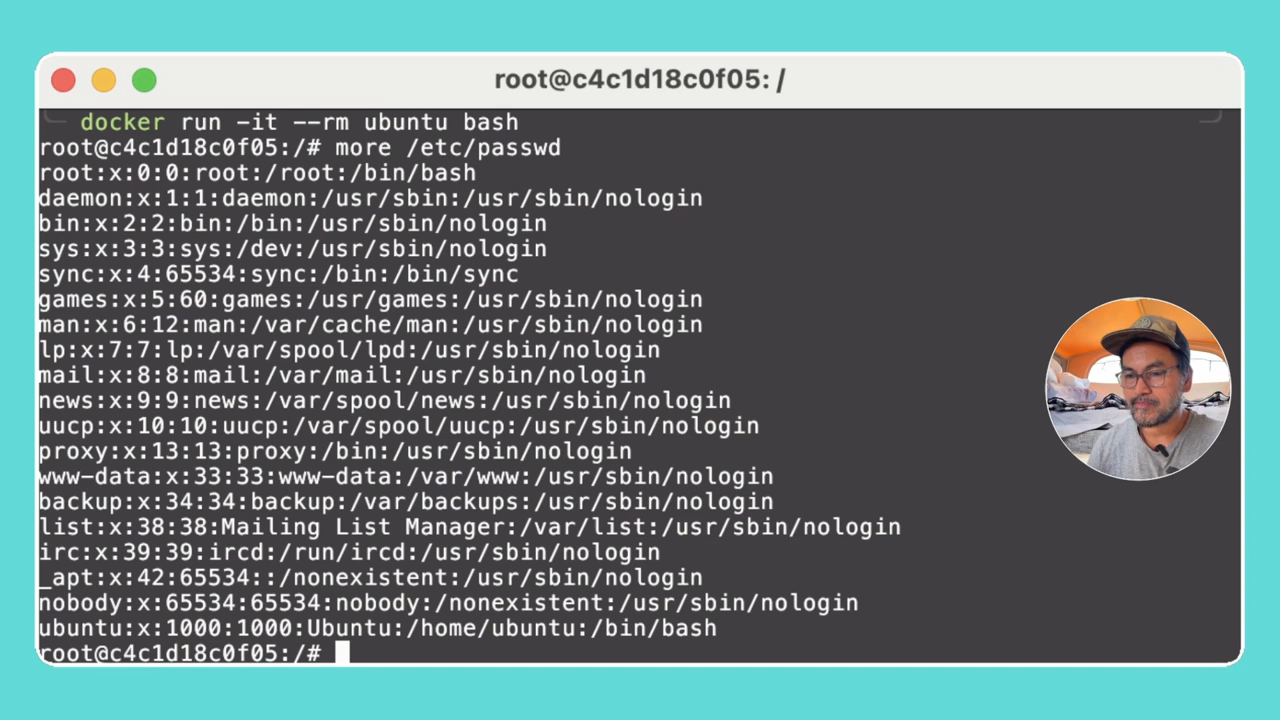 root@c4c1d18c0f05: /
docker run -it --rm ubuntu bash
root@c4c1d18c0f05:/# more /etc/passwd
root:x:0:0:root:/root:/bin/bash
daemon:x:1:1:daemon:/usr/sbin:/usr/sbin/nologin
bin:x:2:2:bin:/bin:/usr/sbin/nologin
sys:x:3:3:sys:/dev:/usr/sbin/nologin
sync:x:4:65534:sync:/bin:/bin/sync
games:x:5:60:games:/usr/games:/usr/sbin/nologin
man:x:6:12:man:/var/cache/man:/usr/sbin/nologin
lp:x:7:7:lp:/var/spool/lpd:/usr/sbin/nologin
mail:x:8:8:mail:/var/mail:/usr/sbin/nologin
news:x:9:9:news:/var/spool/news:/usr/sbin/nologin
uucp:x:10:10:uucp:/var/spool/uucp:/usr/sbin/nologin
proxy:x:13:13:proxy:/bin:/usr/sbin/nologin
www-data:x:33:33:www-data:/var/www:/usr/sbin/nologin
backup:x:34:34:backup:/var/backups:/usr/sbin/nologin
list:x:38:38:Mailing List Manager:/var/list:/usr/sbin/nologin
irc:x:39:39:ircd:/run/ircd:/usr/sbin/nologin
_apt:x:42:65534::/nonexistent:/usr/sbin/nologin
nobody:x:65534:65534:nobody:/nonexistent:/usr/sbin/nologin
ubuntu:x:1000:1000:Ubuntu:/home/ubuntu:/bin/bash
root@c4c1d18c0f05:/#